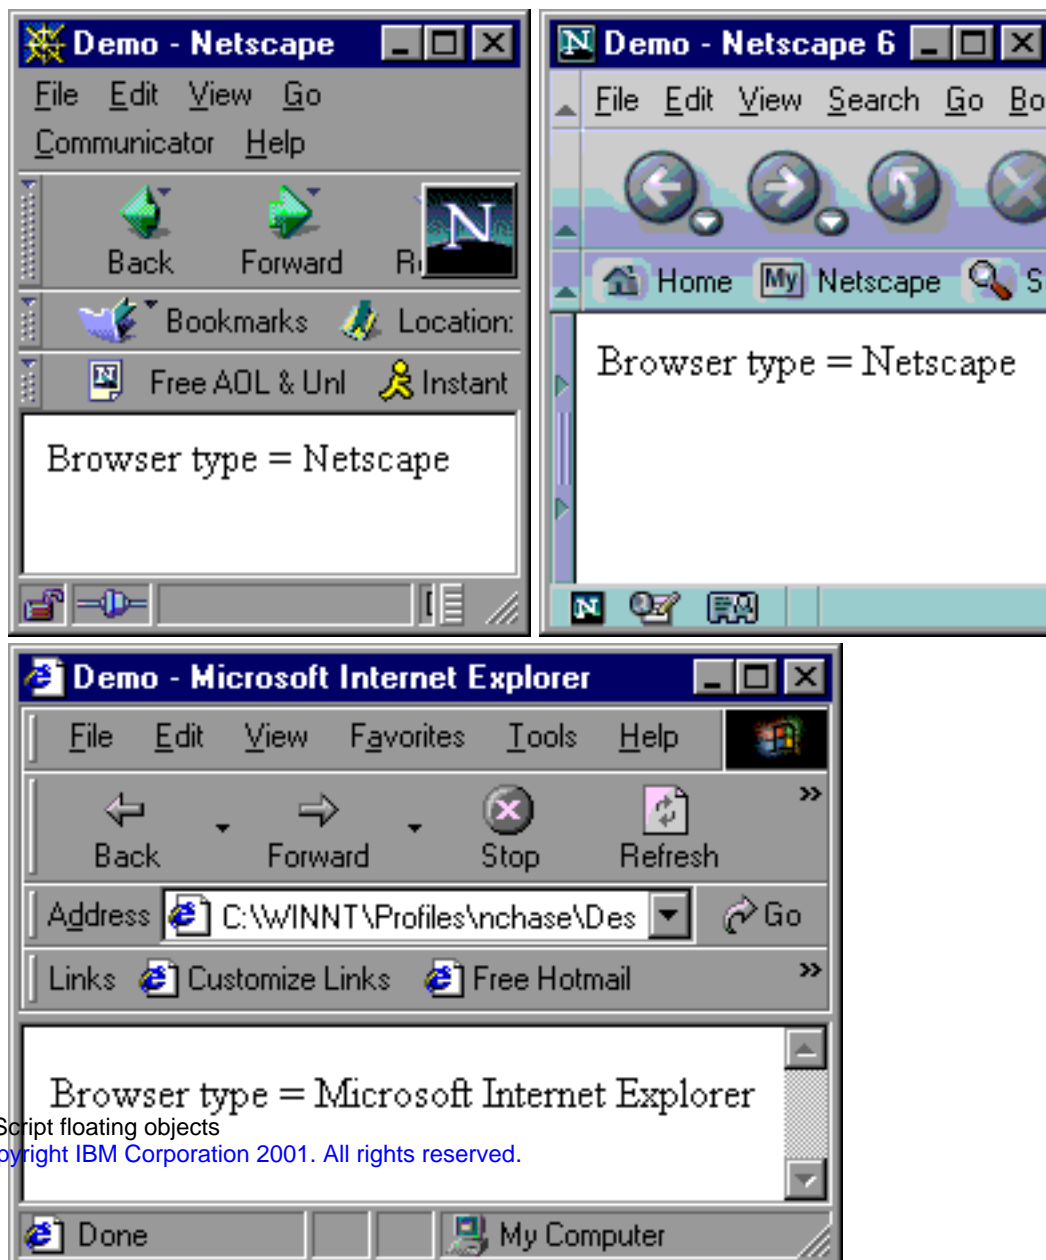 Demo - Netscape
File Edit View Go
Communicator Help
N
Back Forward R
Bookmarks Location:
N Free AOL & Unl Instant
Browser type = Netscape
N Demo - Netscape 6
File Edit View Search Go Bo
Home My Netscape S
Browser type = Netscape
N
Demo - Microsoft Internet Explorer
File Edit View Favorites Tools Help
Back Forward Stop Refresh »
Address C:\WINNT\Profiles\nchase\Des Go
Links Customize Links Free Hotmail »
Browser type = Microsoft Internet Explorer
Script floating objects
pyright IBM Corporation 2001. All rights reserved.
Done My Computer